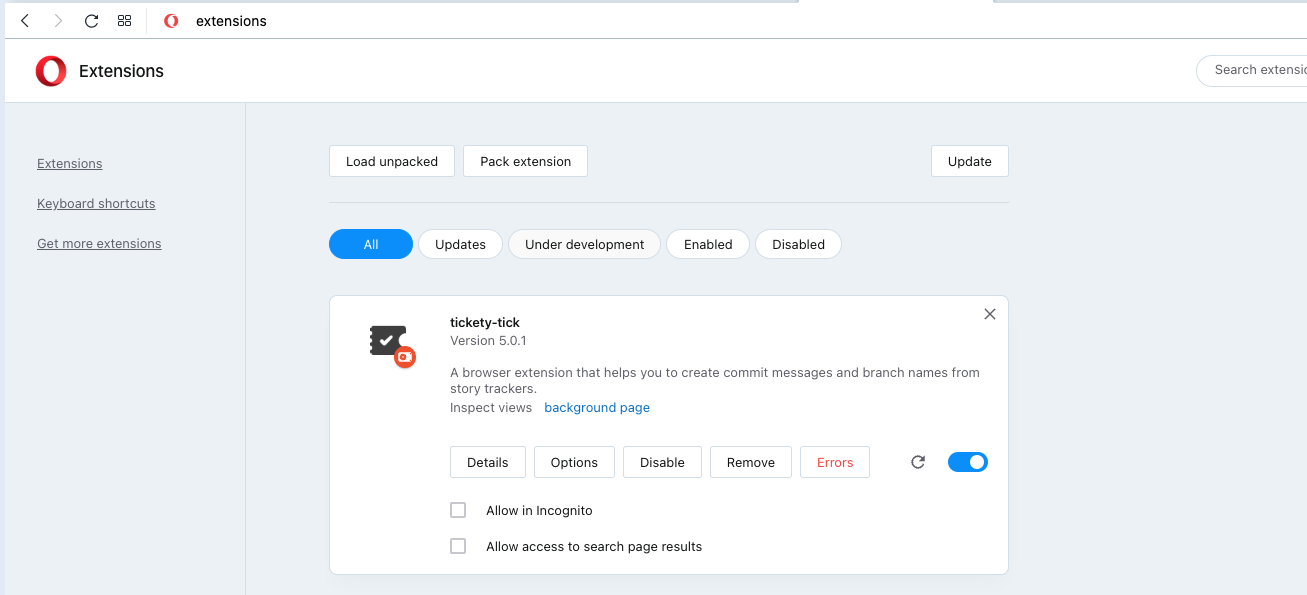 extensions
Extensions
Search extensio
Extensions
Keyboard shortcuts
Get more extensions
Load unpacked
Pack extension
Update
All
Updates
Under development
Enabled
Disabled
tickety-tick
Version 5.0.1
A browser extension that helps you to create commit messages and branch names from
story trackers.
Inspect views background page
Details
Options
Disable
Remove
Errors
Allow in Incognito
Allow access to search page results